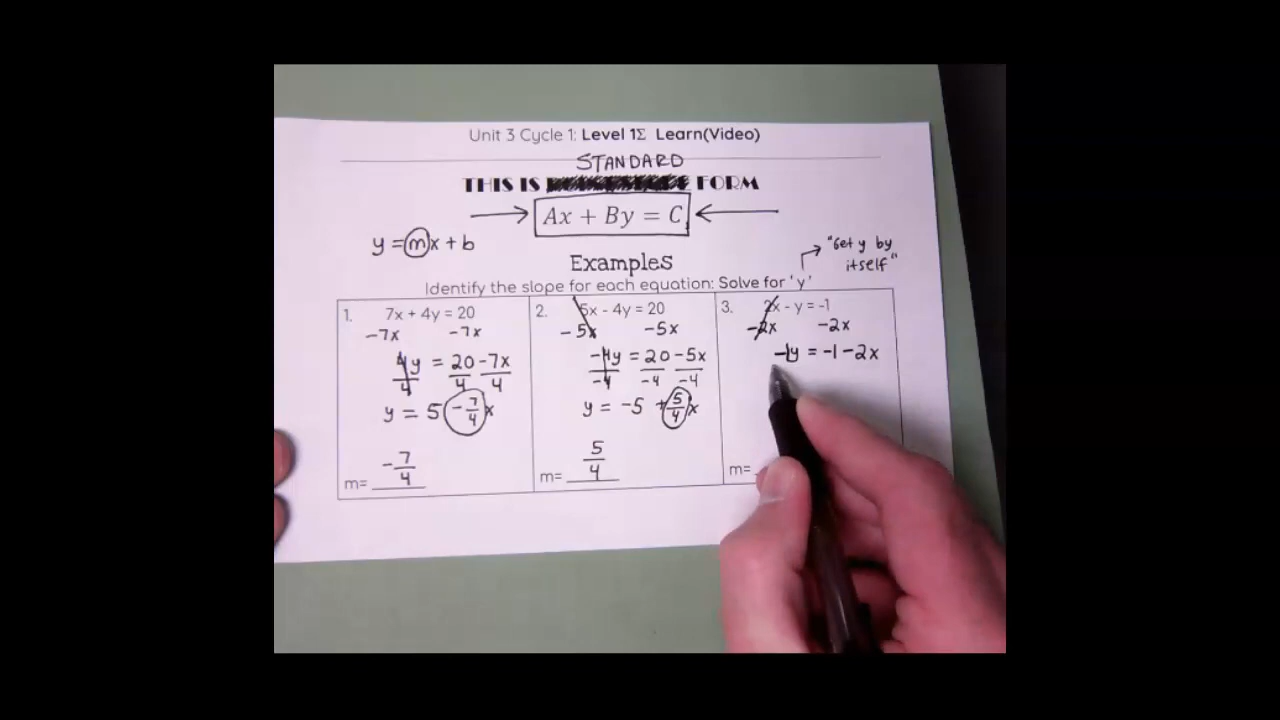 Unit 3 Cycle 1: Level 1Σ Learn(Video)
STANDARD
THIS IS FORM
Ax + By = C
y = mx + b
"Get y by
itself"
Examples
Identify the slope for each equation: Solve for 'y'
1. 7x + 4y = 20
-7x -7x
4y = 20 - 7x
4 4 4
y = 5 - 7/4 x
m= -7/4
2. 5x - 4y = 20
-5x -5x
-4y = 20 - 5x
-4 -4 -4
y = -5 + 5/4 x
m= 5/4
3. 2x - y = -1
-2x -2x
-1y = -1 - 2x
m=